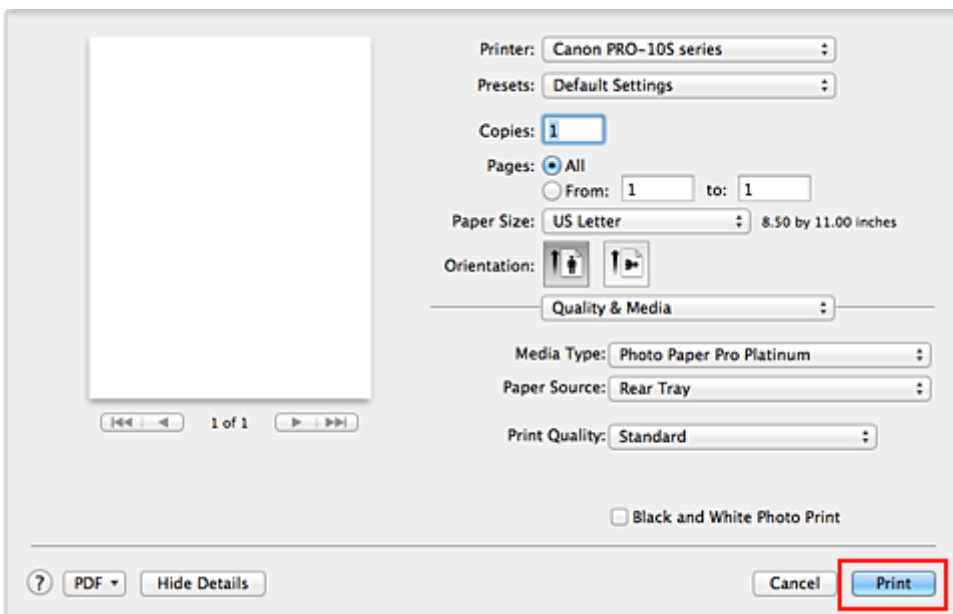 Printer: Canon PRO-10S series
Presets: Default Settings
Copies: 1
Pages: All
From: 1 to: 1
Paper Size: US Letter 8.50 by 11.00 inches
Orientation:
Quality & Media
Media Type: Photo Paper Pro Platinum
Paper Source: Rear Tray
1 of 1
Print Quality: Standard
Black and White Photo Print
? PDF Hide Details Cancel Print